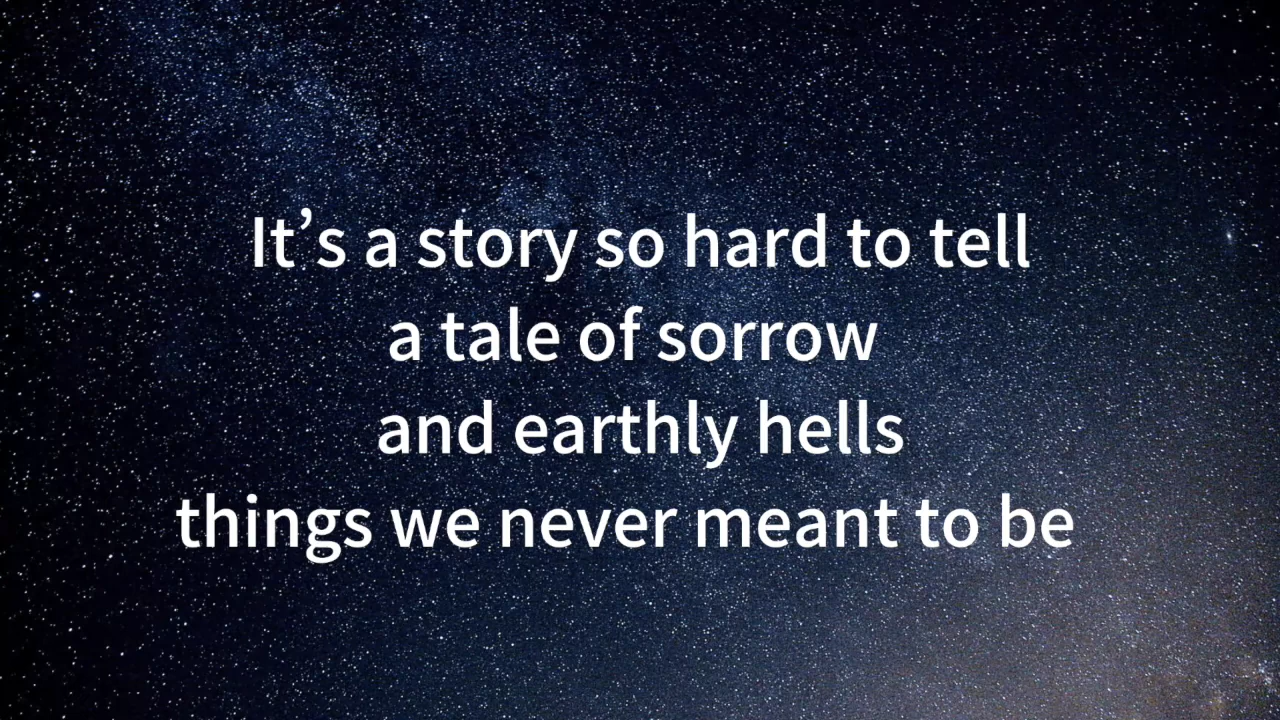 It’s a story so hard to tell
a tale of sorrow
and earthly hells
things we never meant to be